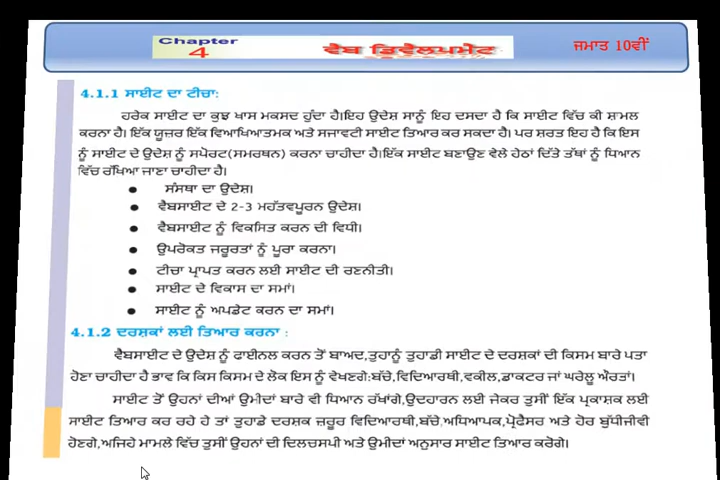 Chapter
4
ਵੈਬ ਡਿਵੈਲਪਮੈਂਟ
ਜਮਾਤ 10ਵੀਂ
4.1.1 ਸਾਈਟ ਦਾ ਟੀਚਾ:
ਹਰੇਕ ਸਾਈਟ ਦਾ ਕੁਝ ਖਾਸ ਮਕਸਦ ਹੁੰਦਾ ਹੈ।ਇਹ ਉਦੇਸ਼ ਸਾਨੂੰ ਇਹ ਦਸਦਾ ਹੈ ਕਿ ਸਾਈਟ ਵਿੱਚ ਕੀ ਸ਼ਾਮਲ
ਕਰਨਾ ਹੈ। ਇੱਕ ਯੂਜ਼ਰ ਇੱਕ ਵਿਆਖਿਆਤਮਕ ਅਤੇ ਸਜਾਵਟੀ ਸਾਈਟ ਤਿਆਰ ਕਰ ਸਕਦਾ ਹੈ। ਪਰ ਸ਼ਰਤ ਇਹ ਹੈ ਕਿ ਇਸ
ਨੂੰ ਸਾਈਟ ਦੇ ਉਦੇਸ਼ ਨੂੰ ਸਪੋਰਟ(ਸਮਰਥਨ) ਕਰਨਾ ਚਾਹੀਦਾ ਹੈ।ਇੱਕ ਸਾਈਟ ਬਣਾਉਣ ਵੇਲੇ ਹੇਠਾਂ ਦਿੱਤੇ ਤੱਥਾਂ ਨੂੰ ਧਿਆਨ
ਵਿੱਚ ਰੱਖਿਆ ਜਾਣਾ ਚਾਹੀਦਾ ਹੈ।
● ਸੰਸਥਾ ਦਾ ਉਦੇਸ਼।
● ਵੈਬਸਾਈਟ ਦੇ 2-3 ਮਹੱਤਵਪੂਰਨ ਉਦੇਸ਼।
● ਵੈਬਸਾਈਟ ਨੂੰ ਵਿਕਸਿਤ ਕਰਨ ਦੀ ਵਿਧੀ।
● ਉਪਰੋਕਤ ਜਰੂਰਤਾਂ ਨੂੰ ਪੂਰਾ ਕਰਨਾ।
● ਟੀਚਾ ਪ੍ਰਾਪਤ ਕਰਨ ਲਈ ਸਾਈਟ ਦੀ ਰਣਨੀਤੀ।
● ਸਾਈਟ ਦੇ ਵਿਕਾਸ ਦਾ ਸਮਾਂ।
● ਸਾਈਟ ਨੂੰ ਅਪਡੇਟ ਕਰਨ ਦਾ ਸਮਾਂ।
4.1.2 ਦਰਸ਼ਕਾਂ ਲਈ ਤਿਆਰ ਕਰਨਾ :
ਵੈਬਸਾਈਟ ਦੇ ਉਦੇਸ਼ ਨੂੰ ਫਾਈਨਲ ਕਰਨ ਤੋਂ ਬਾਅਦ,ਤੁਹਾਨੂੰ ਤੁਹਾਡੀ ਸਾਈਟ ਦੇ ਦਰਸ਼ਕਾਂ ਦੀ ਕਿਸਮ ਬਾਰੇ ਪਤਾ
ਹੋਣਾ ਚਾਹੀਦਾ ਹੈ ਭਾਵ ਕਿ ਕਿਸ ਕਿਸਮ ਦੇ ਲੋਕ ਇਸ ਨੂੰ ਵੇਖਣਗੇ: ਬੱਚੇ,ਵਿਦਿਆਰਥੀ,ਵਕੀਲ,ਡਾਕਟਰ ਜਾਂ ਘਰੇਲੂ ਔਰਤਾਂ।
ਸਾਈਟ ਤੋਂ ਉਹਨਾਂ ਦੀਆਂ ਉਮੀਦਾਂ ਬਾਰੇ ਵੀ ਧਿਆਨ ਰੱਖਾਂਗੇ,ਉਦਹਾਰਨ ਲਈ ਜੇਕਰ ਤੁਸੀਂ ਇੱਕ ਪ੍ਰਕਾਸ਼ਕ ਲਈ
ਸਾਈਟ ਤਿਆਰ ਕਰ ਰਹੇ ਹੋ ਤਾਂ ਤੁਹਾਡੇ ਦਰਸ਼ਕ ਜ਼ਰੂਰ ਵਿਦਿਆਰਥੀ,ਬੱਚੇ,ਅਧਿਆਪਕ,ਪ੍ਰੋਫੈਸਰ ਅਤੇ ਹੋਰ ਬੁੱਧੀਜੀਵੀ
ਹੋਣਗੇ,ਅਜਿਹੇ ਮਾਮਲੇ ਵਿੱਚ ਤੁਸੀਂ ਉਹਨਾਂ ਦੀ ਦਿਲਚਸਪੀ ਅਤੇ ਉਮੀਦਾਂ ਅਨੁਸਾਰ ਸਾਈਟ ਤਿਆਰ ਕਰੋਗੇ।